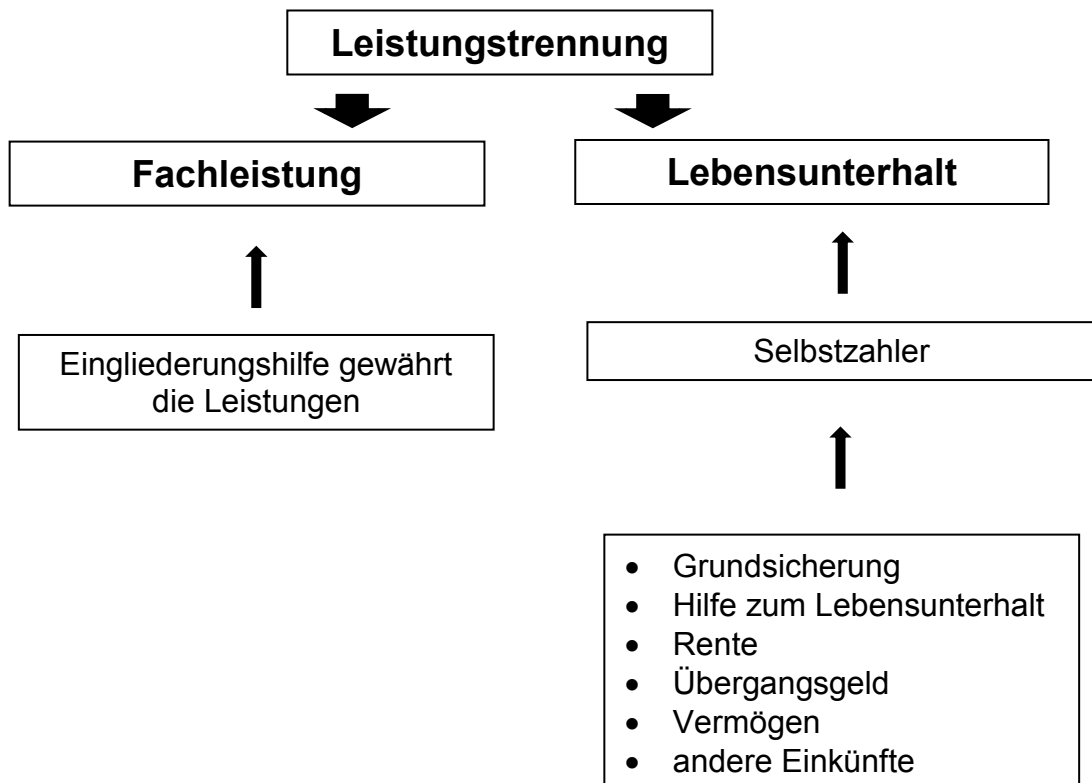 Leistungstrennung
Fachleistung
Lebensunterhalt
Eingliederungshilfe gewährt
die Leistungen
Selbstzahler
• Grundsicherung
• Hilfe zum Lebensunterhalt
• Rente
• Übergangsgeld
• Vermögen
• andere Einkünfte